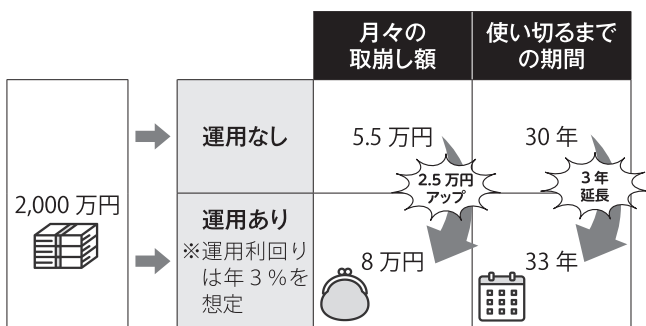 月々の
取崩し額
使い切るまで
の期間
2,000 万円
運用なし
5.5 万円
30 年
2.5 万円
アップ
3 年
延長
運用あり
※運用利回り
は年３％を
想定
8 万円
33 年